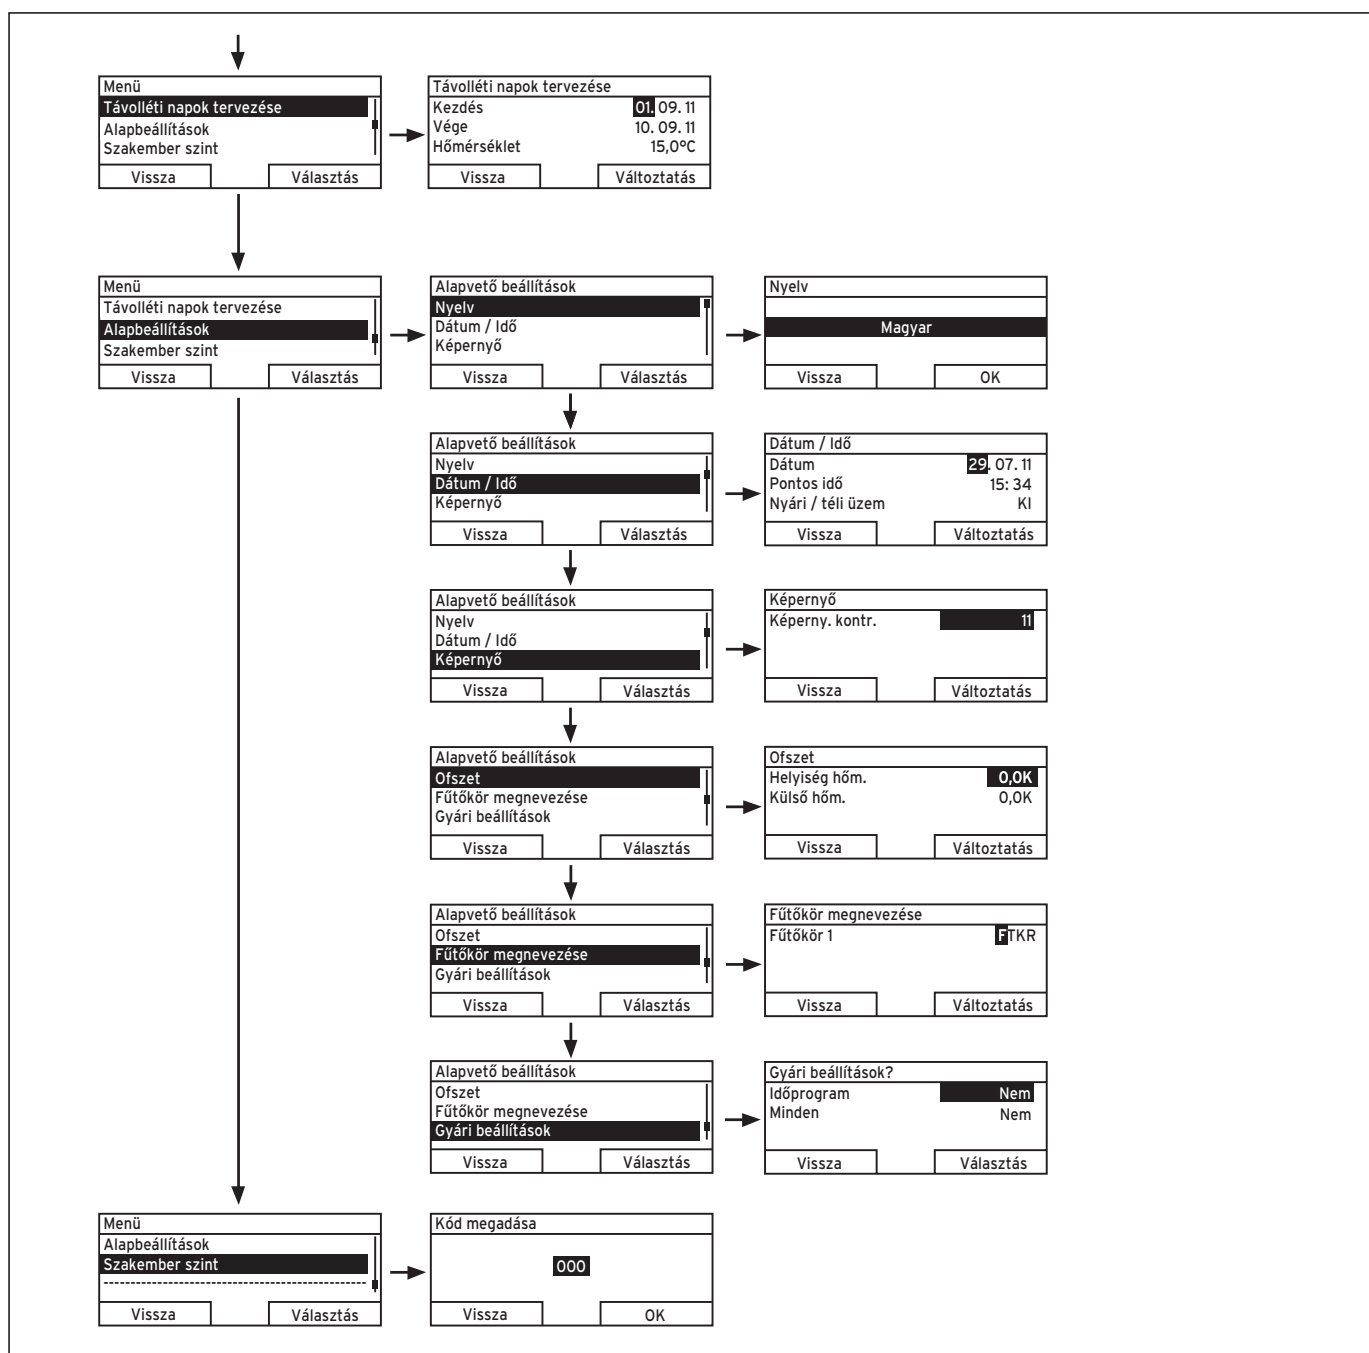 Menü
Távolléti napok tervezése
Alapbeállítások
Szakember szint
Vissza Választás
Távolléti napok tervezése
Kezdés 01. 09. 11
Vége 10. 09. 11
Hőmérséklet 15,0°C
Vissza Változtatás
Menü
Távolléti napok tervezése
Alapbeállítások
Szakember szint
Vissza Választás
Alapvető beállítások
Nyelv
Dátum / Idő
Képernyő
Vissza Választás
Nyelv
Magyar
Vissza OK
Alapvető beállítások
Nyelv
Dátum / Idő
Képernyő
Vissza Választás
Dátum / Idő
Dátum 29. 07. 11
Pontos idő 15: 34
Nyári / téli üzem KI
Vissza Változtatás
Alapvető beállítások
Nyelv
Dátum / Idő
Képernyő
Vissza Választás
Képernyő
Képerny. kontr. 11
Vissza Változtatás
Alapvető beállítások
Ofszet
Fűtőkör megnevezése
Gyári beállítások
Vissza Választás
Ofszet
Helyiség hőm. 0,0K
Külső hőm. 0,0K
Vissza Változtatás
Alapvető beállítások
Ofszet
Fűtőkör megnevezése
Gyári beállítások
Vissza Választás
Fűtőkör megnevezése
Fűtőkör 1 FTKR
Vissza Változtatás
Alapvető beállítások
Ofszet
Fűtőkör megnevezése
Gyári beállítások
Vissza Választás
Gyári beállítások?
Időprogram Nem
Minden Nem
Vissza Választás
Menü
Alapbeállítások
Szakember szint
Vissza Választás
Kód megadása
000
Vissza OK